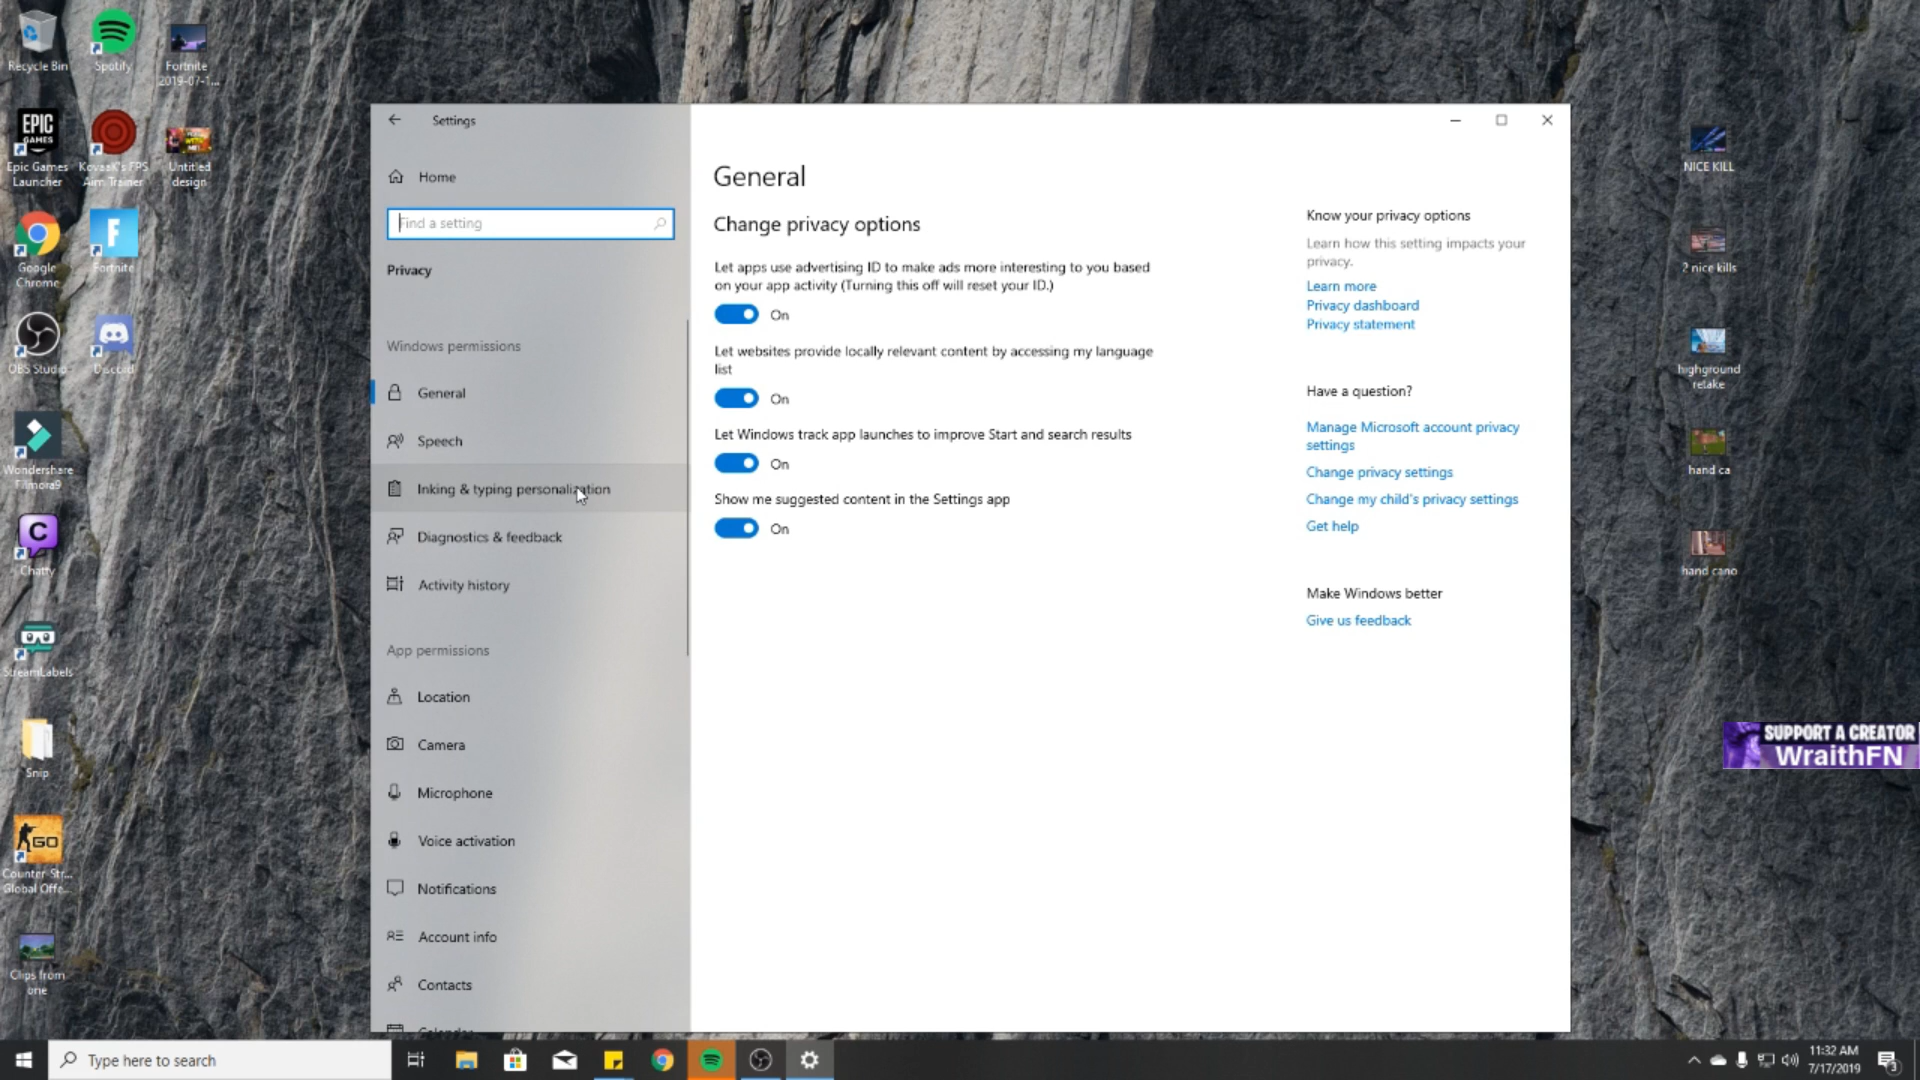 Recycle Bin
Spotify
Fortnite
2019-07-1...
Epic Games
Launcher
KovaaK's FPS
Aim Trainer
Untitled
design
Google
Chrome
Fortnite
OBS Studio
Discord
Wondershare
Filmora9
Chatty
StreamLabels
Snip
Counter-Str...
Global Offe...
Clips from
one
EPIC
GAMES
F
C
GO
Settings
Home
Find a setting
Privacy
Windows permissions
General
Speech
Inking & typing personalization
Diagnostics & feedback
Activity history
App permissions
Location
Camera
Microphone
Voice activation
Notifications
Account info
Contacts
Calendar
General
Change privacy options
Let apps use advertising ID to make ads more interesting to you based
on your app activity (Turning this off will reset your ID.)
On
Let websites provide locally relevant content by accessing my language
list
On
Let Windows track app launches to improve Start and search results
On
Show me suggested content in the Settings app
On
Know your privacy options
Learn how this setting impacts your
privacy.
Learn more
Privacy dashboard
Privacy statement
Have a question?
Manage Microsoft account privacy
settings
Change privacy settings
Change my child's privacy settings
Get help
Make Windows better
Give us feedback
NICE KILL
2 nice kills
highground
retake
hand ca
hand cano
SUPPORT A CREATOR
WraithFN
Type here to search
11:32 AM
7/17/2019
3